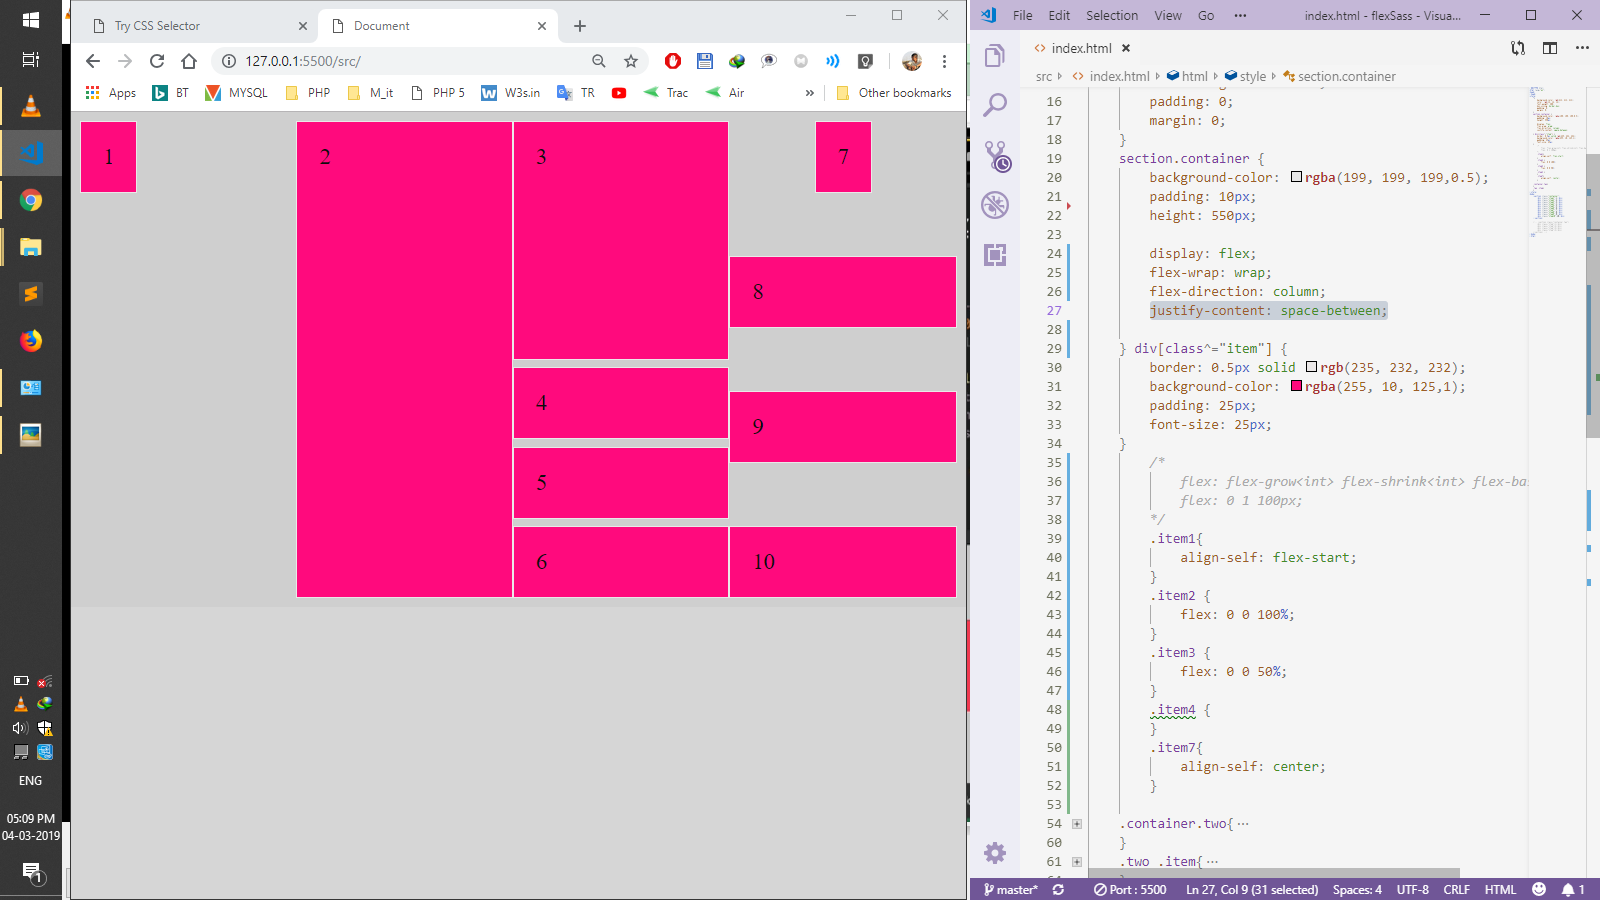 Try CSS Selector
Document
127.0.0.1:5500/src/
Apps
BT
MYSQL
PHP
M_it
PHP 5
W3s.in
TR
Trac
Air
»
Other bookmarks
1
2
3
7
8
4
9
5
6
10
ENG
05:09 PM
04-03-2019
1
File Edit Selection View Go ••• index.html - flexSass - Visua...
<> index.html
src > <> index.html > html > style > section.container
16 padding: 0;
17 margin: 0;
18 }
19 section.container {
20 background-color: rgba(199, 199, 199,0.5);
21 padding: 10px;
22 height: 550px;
23
24 display: flex;
25 flex-wrap: wrap;
26 flex-direction: column;
27 justify-content: space-between;
28
29 } div[class^="item"] {
30 border: 0.5px solid rgb(235, 232, 232);
31 background-color: rgba(255, 10, 125,1);
32 padding: 25px;
33 font-size: 25px;
34 }
35 /*
36 flex: flex-grow<int> flex-shrink<int> flex-ba
37 flex: 0 1 100px;
38 */
39 .item1{
40 align-self: flex-start;
41 }
42 .item2 {
43 flex: 0 0 100%;
44 }
45 .item3 {
46 flex: 0 0 50%;
47 }
48 .item4 {
49 }
50 .item7{
51 align-self: center;
52 }
53
54 .container.two{ ···
60 }
61 .two .item{ ···
master* Port : 5500 Ln 27, Col 9 (31 selected) Spaces: 4 UTF-8 CRLF HTML 1